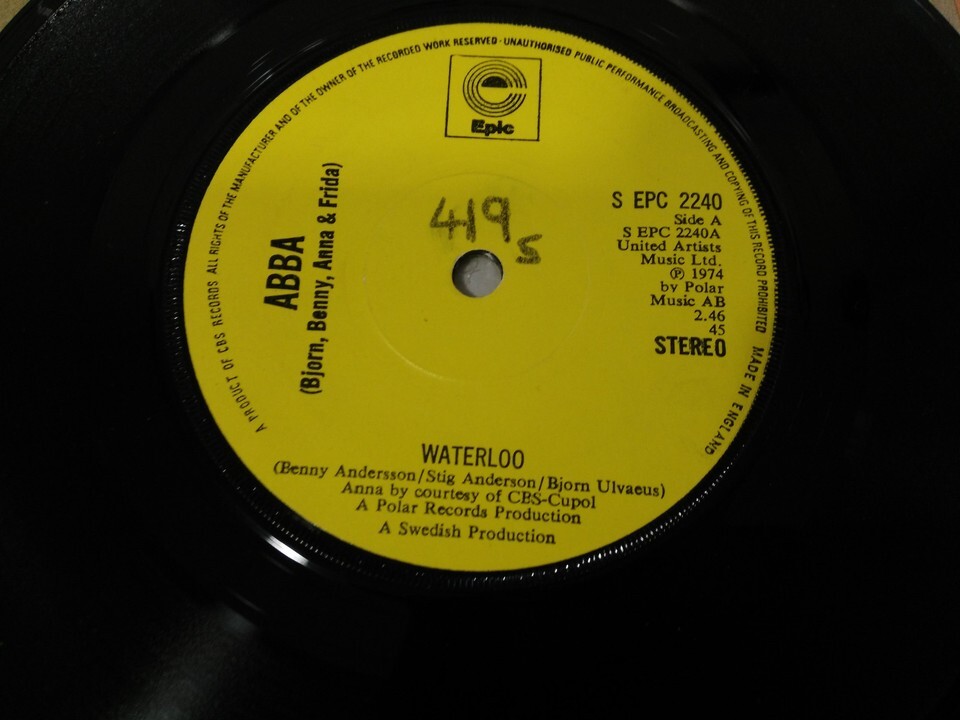 A PRODUCT OF CBS RECORDS ALL RIGHTS OF THE MANUFACTURER AND OF THE OWNER OF THE RECORDED WORK RESERVED · UNAUTHORISED PUBLIC PERFORMANCE BROADCASTING AND COPYING OF THIS RECORD PROHIBITED MADE IN ENGLAND
Epic
ABBA
(Bjorn, Benny, Anna & Frida)
419
S
S EPC 2240
Side A
S EPC 2240A
United Artists
Music Ltd.
℗ 1974
by Polar
Music AB
2.46
45
STEREO
WATERLOO
(Benny Andersson/Stig Anderson/Bjorn Ulvaeus)
Anna by courtesy of CBS-Cupol
A Polar Records Production
A Swedish Production